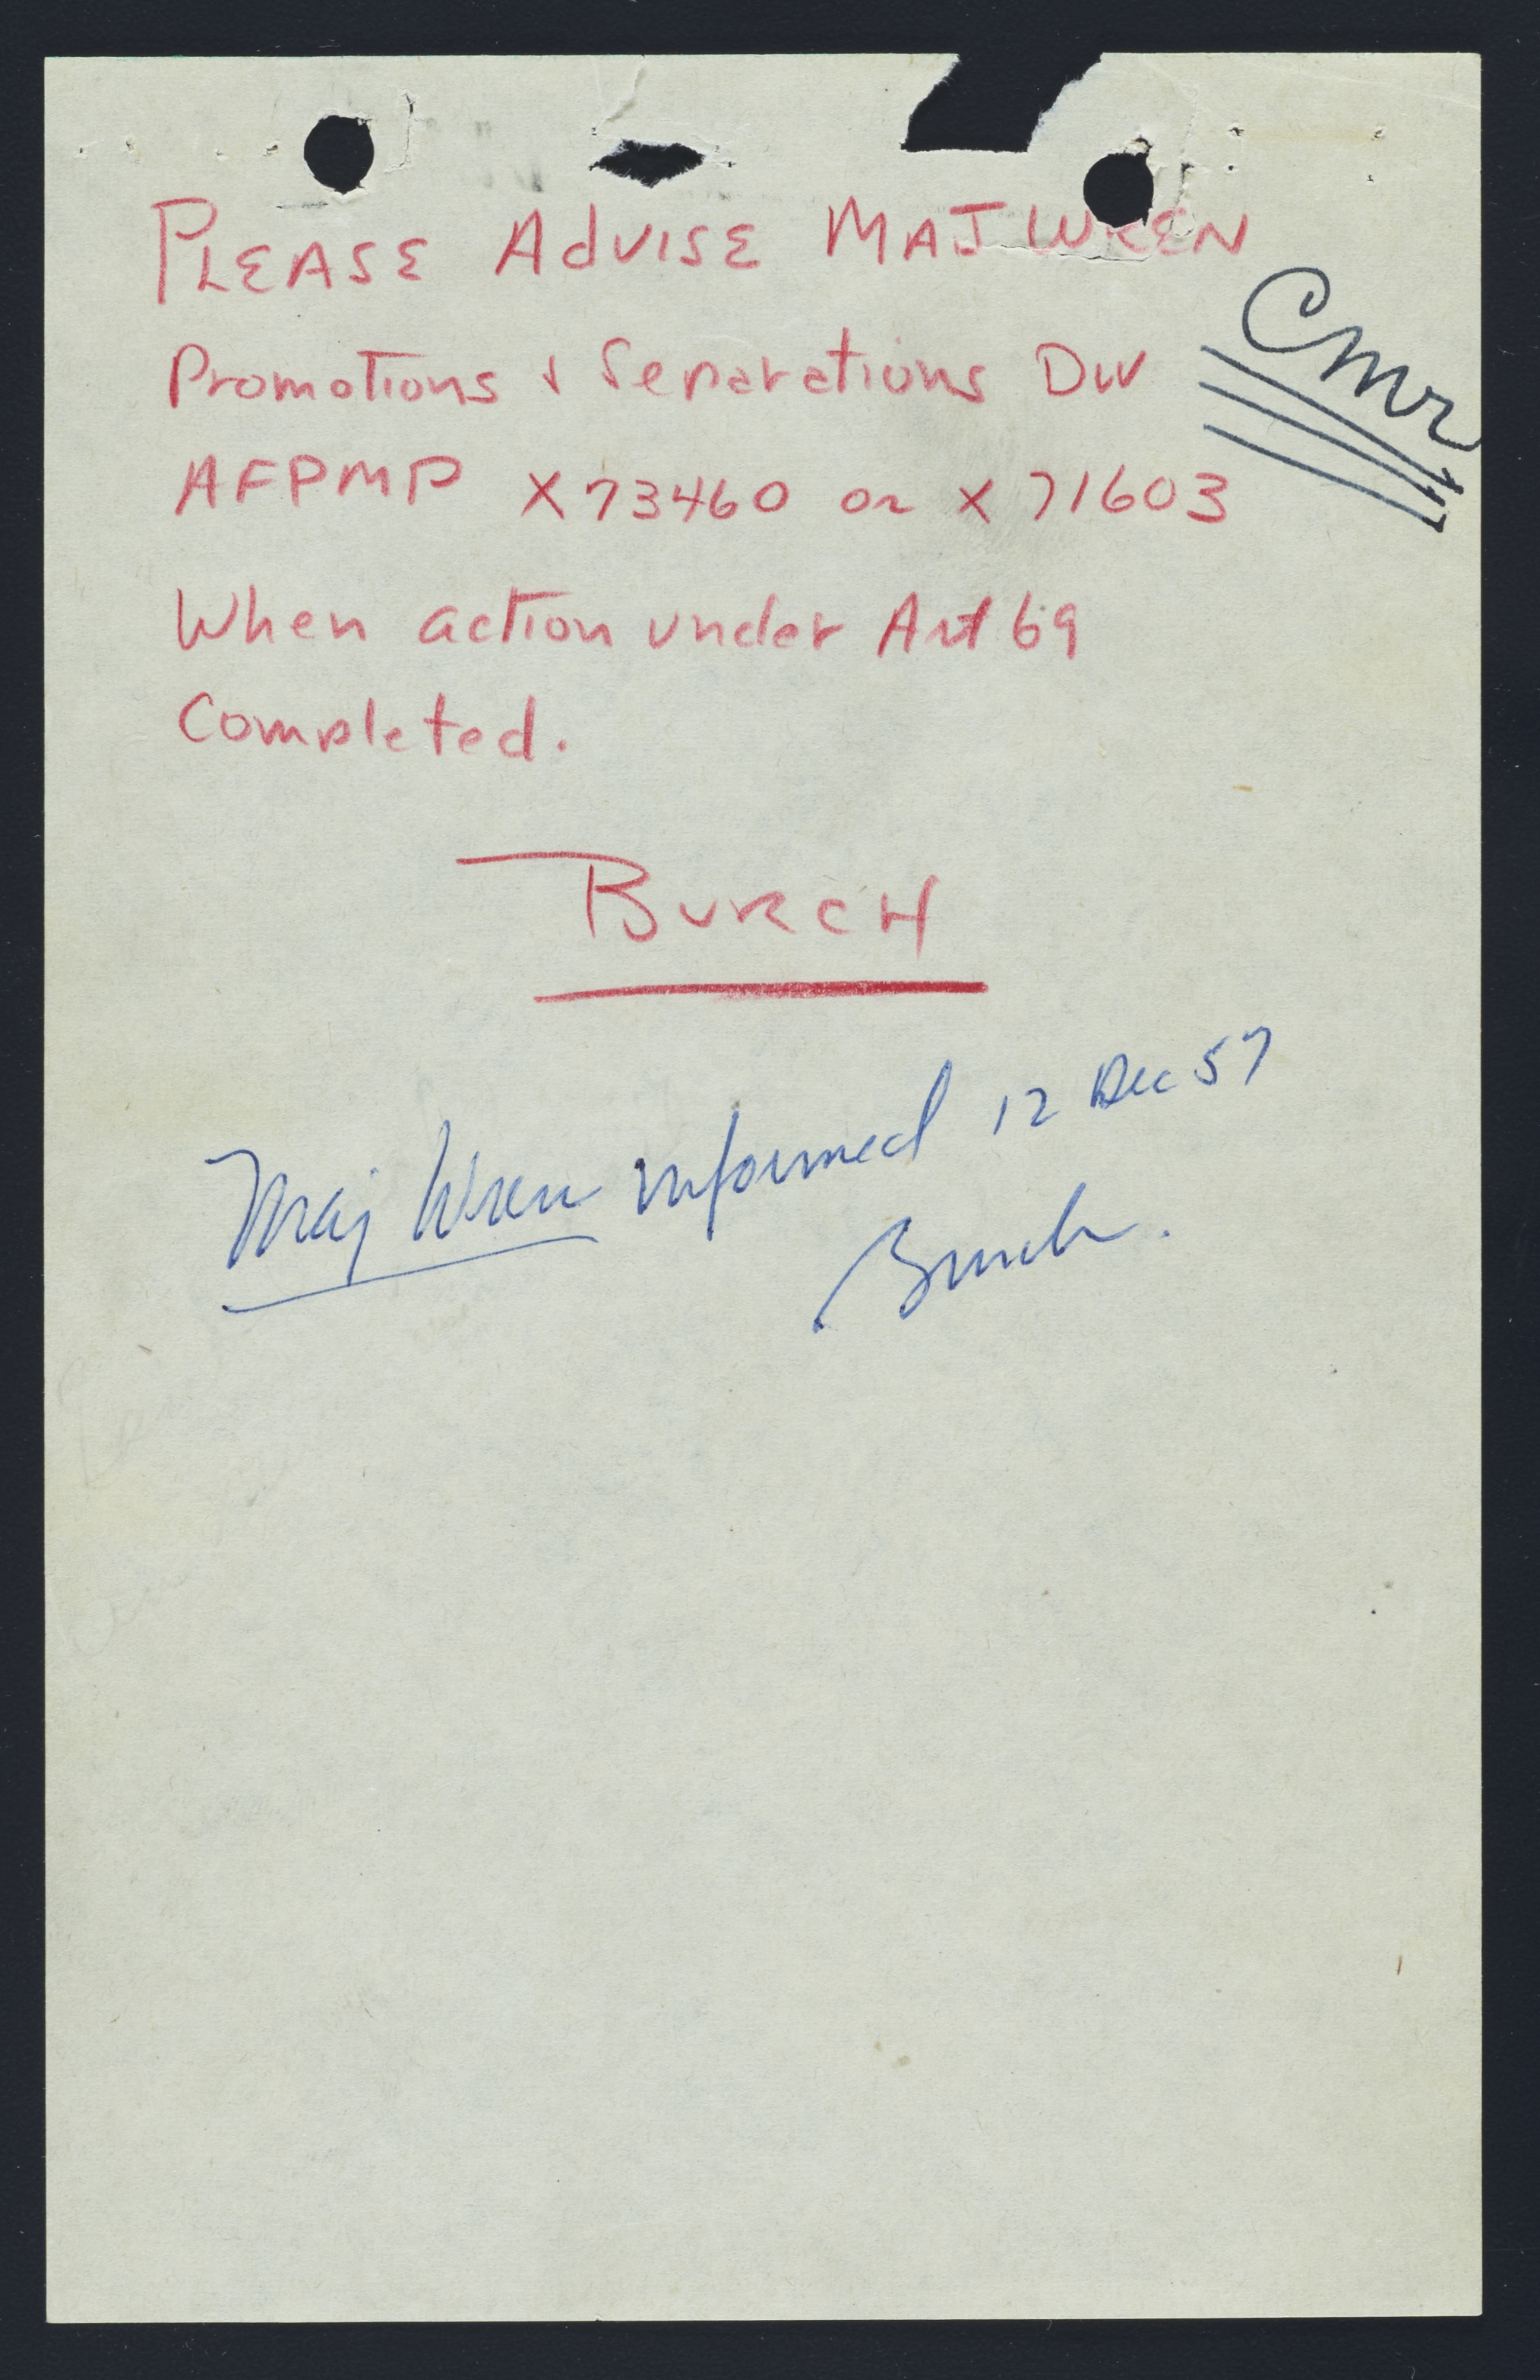 PLEASE AdVISE MAJ WREN
Cmr
Promotions & Separations Div
AFPMP X73460 or X 71603
When action under Art 69
Completed.
BURCH
Maj Wren informed 12 Dec 57
Burch.